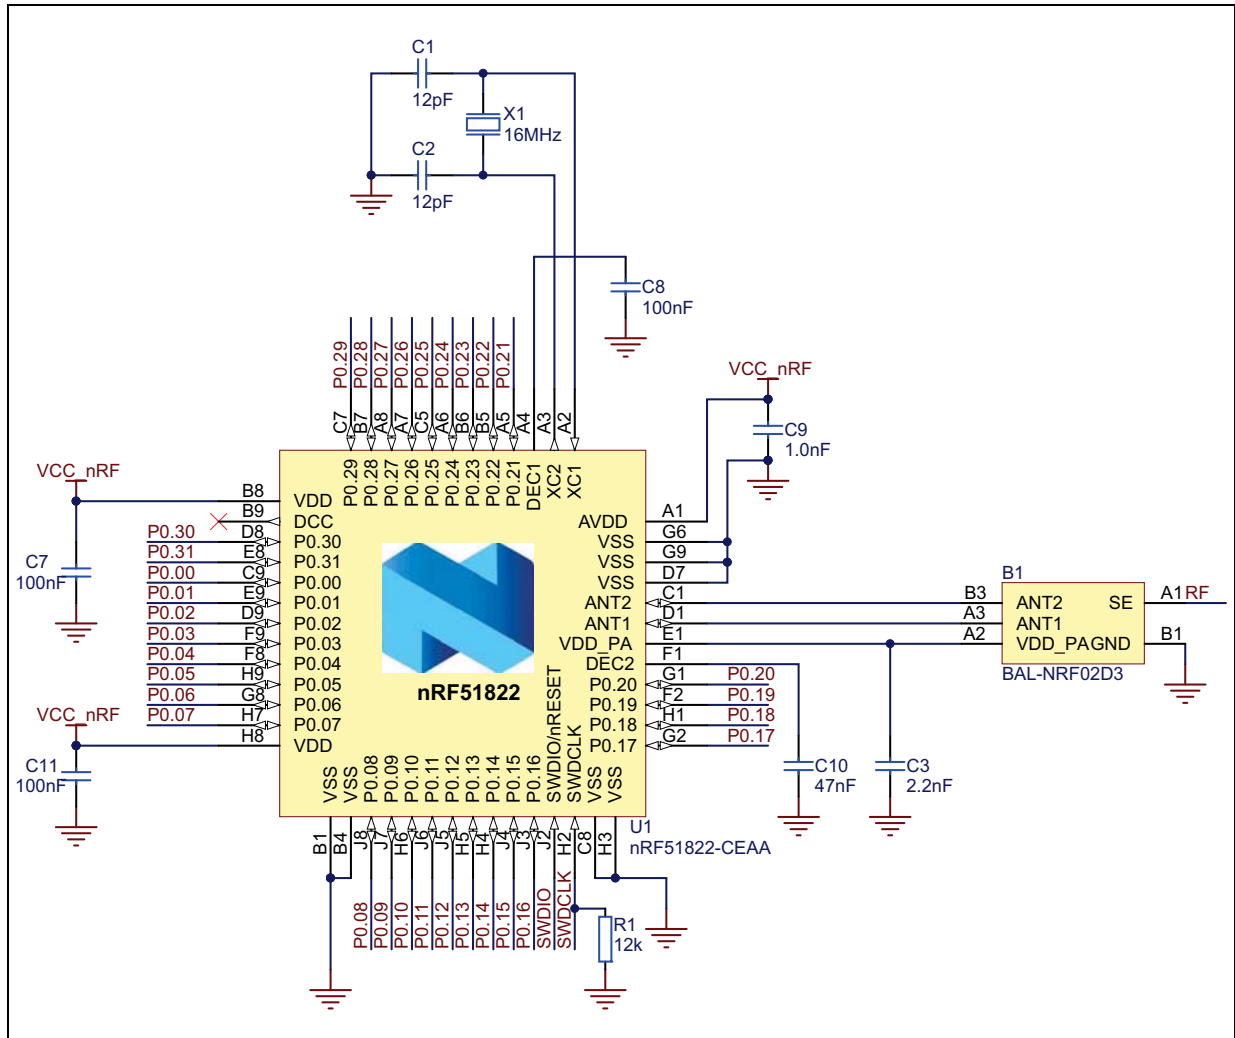 C1
12pF
X1
16MHz
C2
12pF
C8
100nF
P0.29
P0.28
P0.27
P0.26
P0.25
P0.24
P0.23
P0.22
P0.21
C7
B7
A8
A7
C5
A6
B6
B5
A5
A4
A3
A2
P0.29
P0.28
P0.27
P0.26
P0.25
P0.24
P0.23
P0.22
P0.21
DEC1
XC2
XC1
VCC_nRF
C9
1.0nF
VCC_nRF
C7
100nF
B8 VDD
B9 DCC
P0.30 D8 P0.30
P0.31 E8 P0.31
P0.00 C9 P0.00
P0.01 E9 P0.01
P0.02 D9 P0.02
P0.03 F9 P0.03
P0.04 F8 P0.04
P0.05 H9 P0.05
P0.06 G8 P0.06
P0.07 H7 P0.07
VCC_nRF
H8 VDD
C11
100nF
nRF51822
AVDD A1
VSS G6
VSS G9
VSS D7
ANT2 C1
ANT1 D1
VDD_PA E1
DEC2 F1
P0.20 G1 P0.20
P0.19 F2 P0.19
P0.18 H1 P0.18
P0.17 G2 P0.17
B1
B3 ANT2 SE A1 RF
A3 ANT1
A2 VDD_PAGND B1
BAL-NRF02D3
C10
47nF
C3
2.2nF
VSS
VSS
P0.08
P0.09
P0.10
P0.11
P0.12
P0.13
P0.14
P0.15
P0.16
SWDIO/nRESET
SWDCLK
VSS
VSS
B1
B4
J8
J7
H6
J6
J5
H5
H4
J4
J3
J2
H2
C8
H3
U1
nRF51822-CEAA
P0.08
P0.09
P0.10
P0.11
P0.12
P0.13
P0.14
P0.15
P0.16
SWDIO
SWDCLK
R1
12k